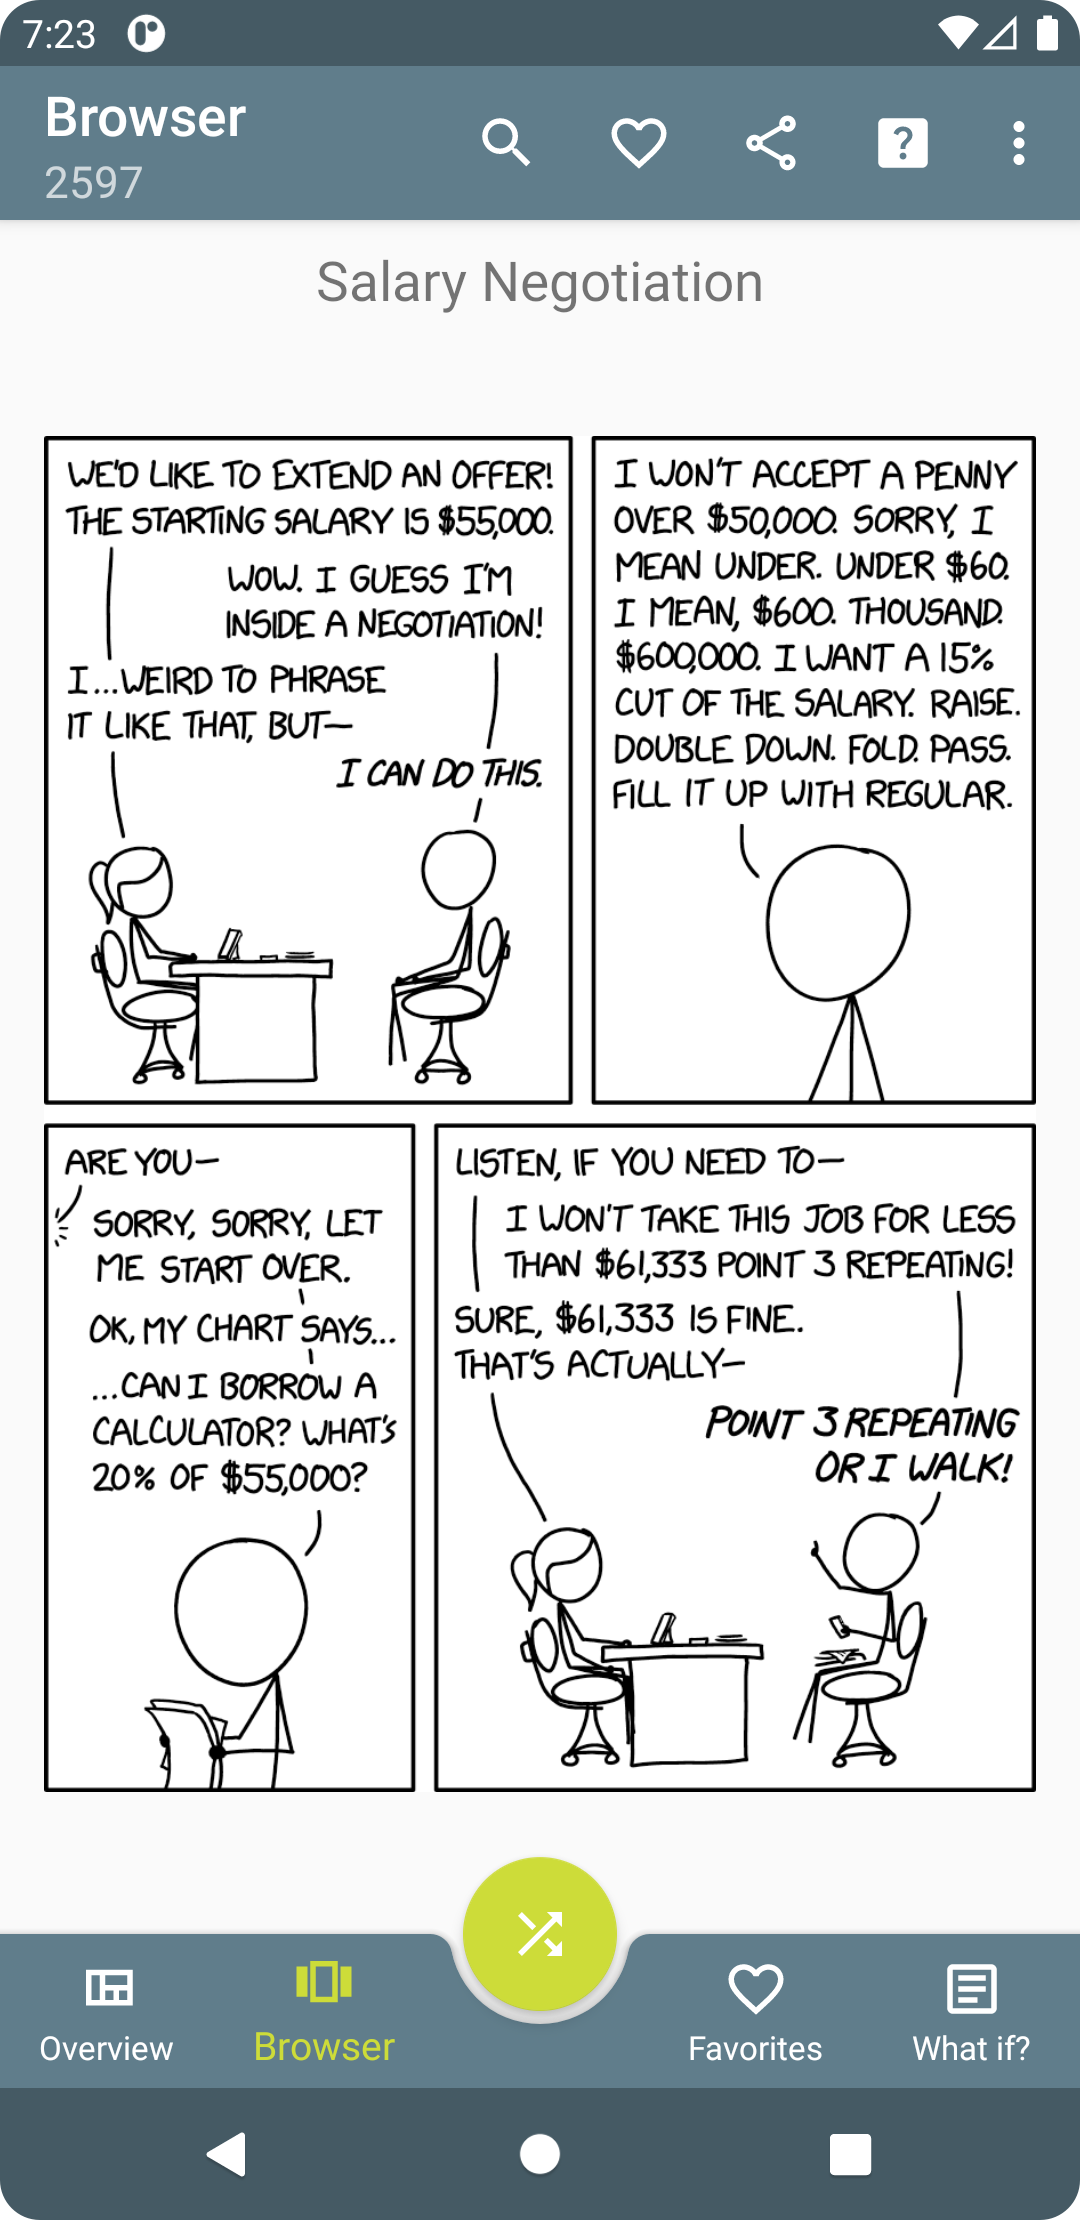 7:23
Browser
2597
Salary Negotiation
WE'D LIKE TO EXTEND AN OFFER!
THE STARTING SALARY IS $55,000.
WOW. I GUESS I'M
INSIDE A NEGOTIATION!
I...WEIRD TO PHRASE
IT LIKE THAT, BUT—
I CAN DO THIS.
I WON'T ACCEPT A PENNY
OVER $50,000. SORRY, I
MEAN UNDER. UNDER $60.
I MEAN, $600. THOUSAND.
$600,000. I WANT A 15%
CUT OF THE SALARY. RAISE.
DOUBLE DOWN. FOLD. PASS.
FILL IT UP WITH REGULAR.
ARE YOU—
SORRY, SORRY, LET
ME START OVER.
OK, MY CHART SAYS...
...CAN I BORROW A
CALCULATOR? WHAT'S
20% OF $55,000?
LISTEN, IF YOU NEED TO—
I WON'T TAKE THIS JOB FOR LESS
THAN $61,333 POINT 3 REPEATING!
SURE, $61,333 IS FINE.
THAT'S ACTUALLY—
POINT 3 REPEATING
OR I WALK!
Overview
Browser
Favorites
What if?